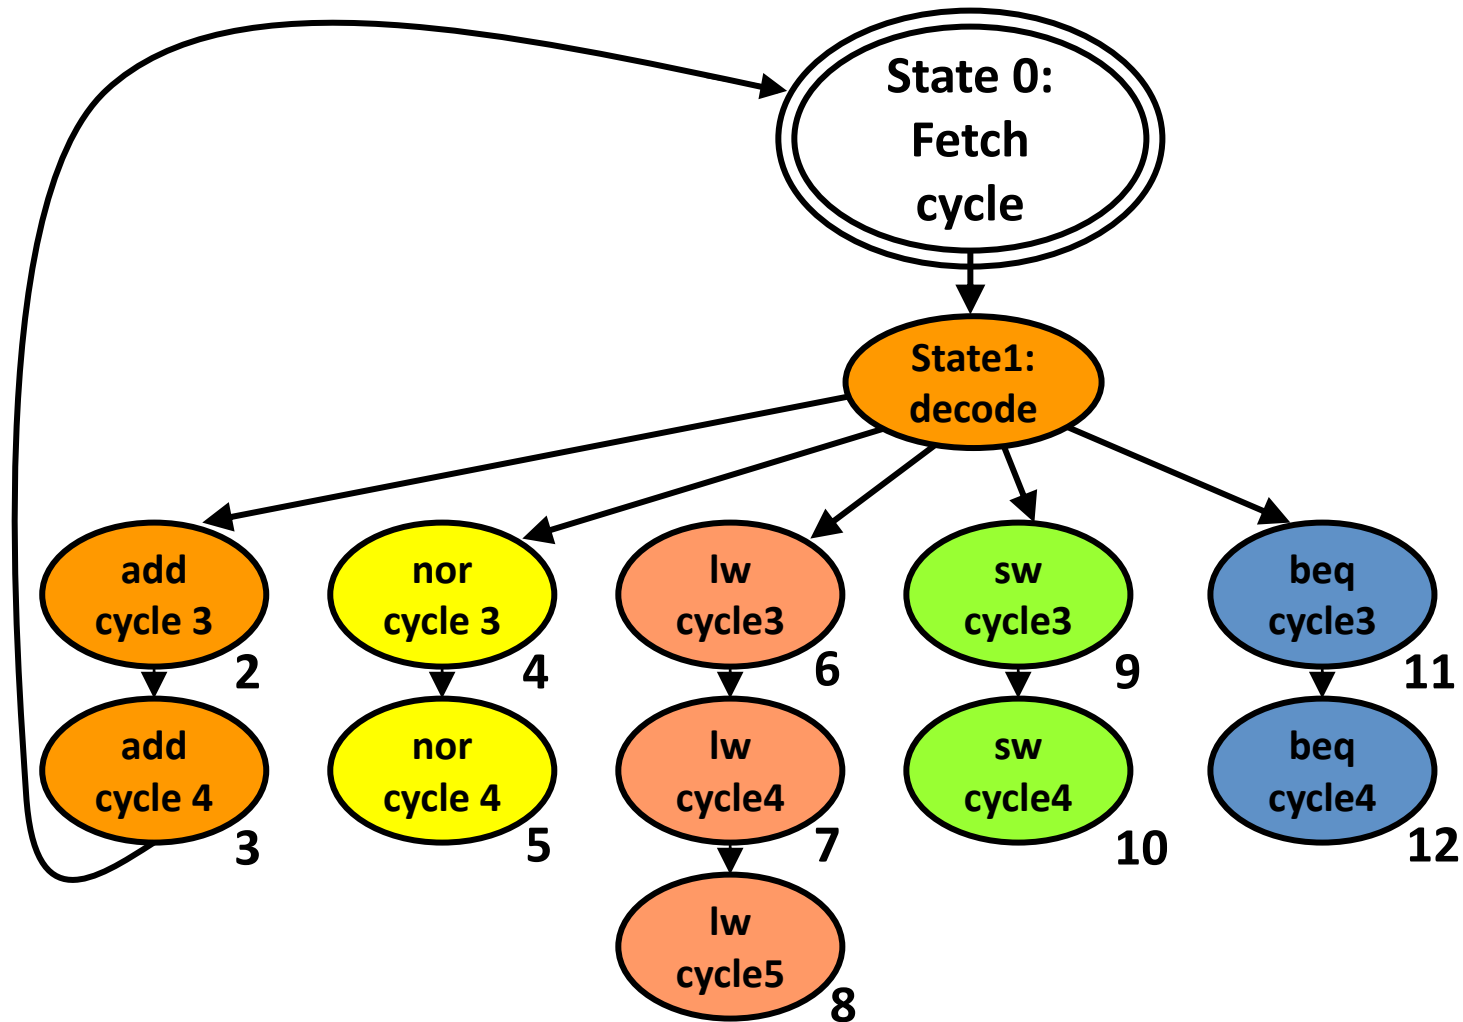 State 0:
Fetch
cycle
State1:
decode
add
cycle 3
2
nor
cycle 3
4
lw
cycle3
6
sw
cycle3
9
beq
cycle3
11
add
cycle 4
3
nor
cycle 4
5
lw
cycle4
7
sw
cycle4
10
beq
cycle4
12
lw
cycle5
8